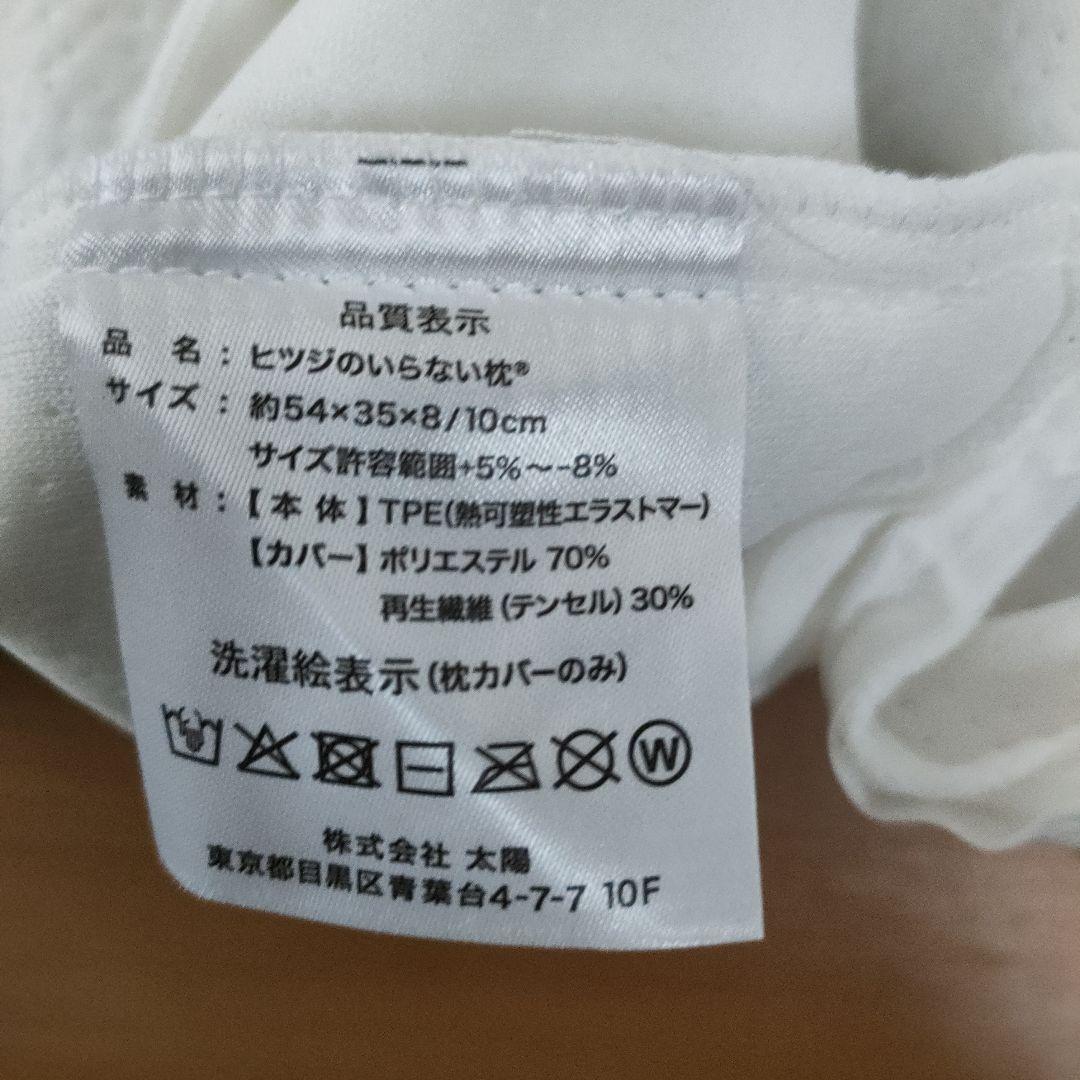 品質表示
品 名 : ヒツジのいらない枕®
サイズ : 約54×35×8/10cm
サイズ許容範囲+5%～-8%
素 材 : 【本 体】TPE(熱可塑性エラストマー)
【カバー】ポリエステル 70%
再生繊維(テンセル)30%
洗濯絵表示(枕カバーのみ)
W
株式会社 太陽
東京都目黒区青葉台4-7-7 10F